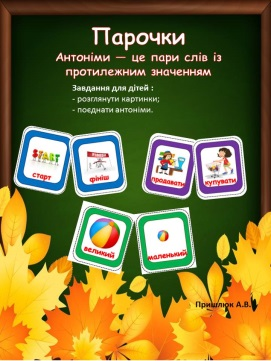 Парочки
Антоніми — це пари слів із
протилежним значенням
Завдання для дітей :
- розглянути картинки;
- поєднати антоніми.
START
старт
фініш
продавати
купувати
великий
маленький
Пришлюк А.В.